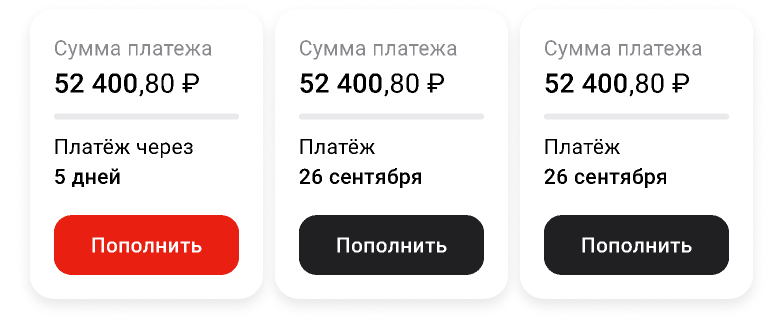 Сумма платежа
52 400,80 ₽
Платёж через
5 дней
Пополнить
Сумма платежа
52 400,80 ₽
Платёж
26 сентября
Пополнить
Сумма платежа
52 400,80 ₽
Платёж
26 сентября
Пополнить